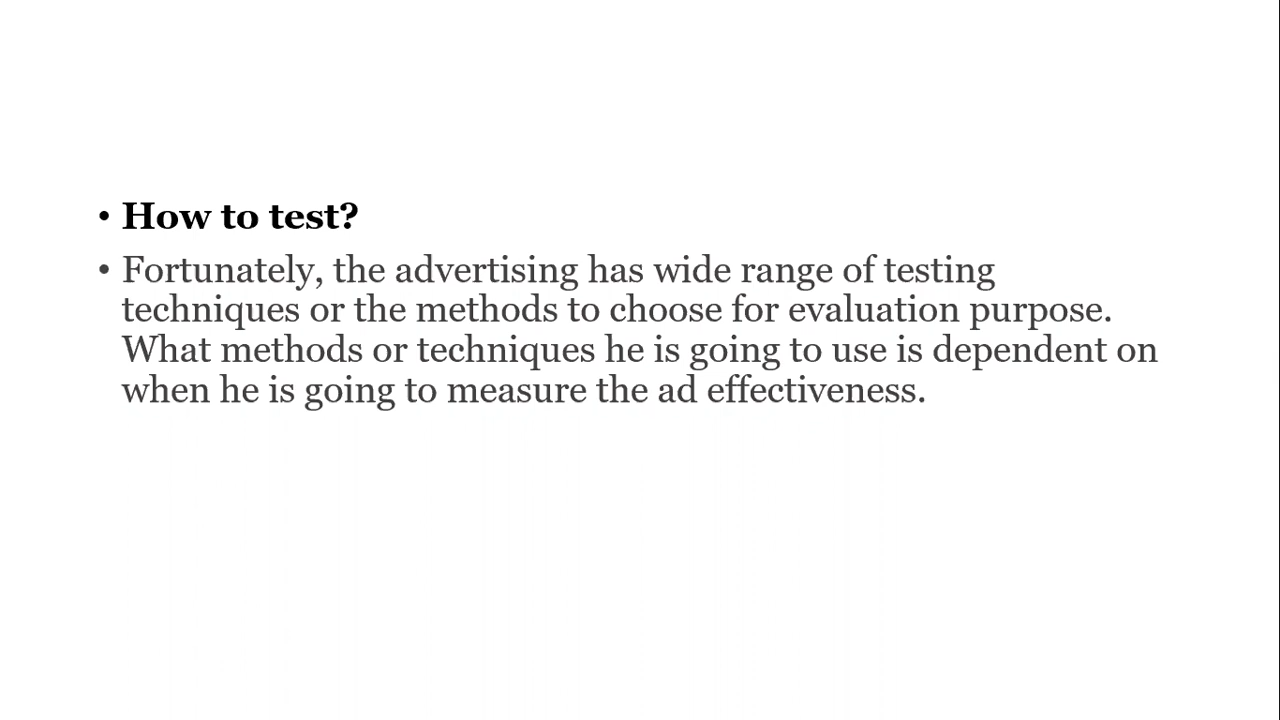 • How to test?
• Fortunately, the advertising has wide range of testing
techniques or the methods to choose for evaluation purpose.
What methods or techniques he is going to use is dependent on
when he is going to measure the ad effectiveness.